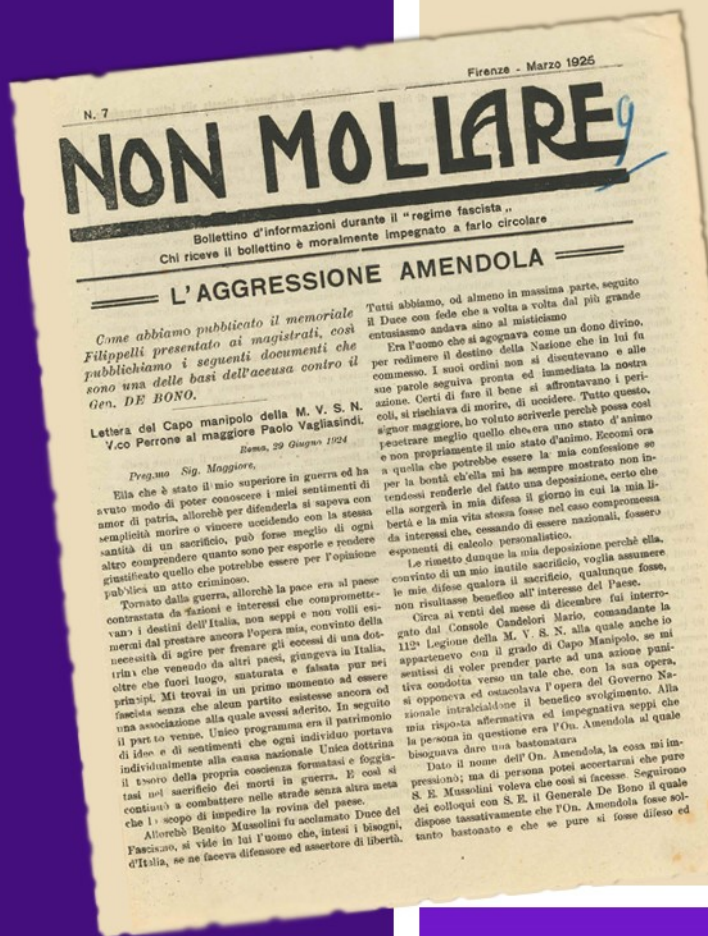 N. 7
Firenze - Marzo 1925
NON MOLLARE
9
Bollettino d'informazioni durante il "regime fascista „
Chi riceve il bollettino è moralmente impegnato a farlo circolare
L'AGGRESSIONE AMENDOLA
Come abbiamo pubblicato il memoriale
Filippelli presentato ai magistrati, così
pubblichiamo i seguenti documenti che
sono una delle basi dell'accusa contro il
Gen. DE BONO.
Lettera del Capo manipolo della M. V. S. N.
V.co Perrone al maggiore Paolo Vagliasindi.
Roma, 29 Giugno 1924
Preg.mo Sig. Maggiore,
Ella che è stato il mio superiore in guerra ed ha
avuto modo di poter conoscere i miei sentimenti di
amor di patria, allorchè per difenderla si sapeva con
semplicità morire o vincere uccidendo con la stessa
santità di un sacrificio, può forse meglio di ogni
altro comprendere quanto sono per esporle e rendere
giustificato quello che potrebbe essere per l'opinione
pubblica un atto criminoso.
Tornato dalla guerra, allorchè la pace era al paese
contrastata da fazioni e interessi che compromette-
vano i destini dell'Italia, non seppi e non volli esi-
mermi dal prestare ancora l'opera mia, convinto della
necessità di agire per frenare gli eccessi di una dot-
trina che venendo da altri paesi, giungeva in Italia,
oltre che fuori luogo, snaturata e falsata pur nei
principi. Mi trovai in un primo momento ad essere
fascista senza che alcun partito esistesse ancora od
una associazione alla quale avessi aderito. In seguito
il partito venne. Unico programma era il patrimonio
di idee e di sentimenti che ogni individuo portava
individualmente alla causa nazionale Unica dottrina
il tesoro della propria coscienza formatasi e foggia-
tasi nel sacrificio dei morti in guerra. E così si
continuò a combattere nelle strade senza altra meta
che lo scopo di impedire la rovina del paese.
Allorchè Benito Mussolini fu acclamato Duce del
Fascismo, si vide in lui l'uomo che, intesi i bisogni,
d'Italia, se ne faceva difensore ed assertore di libertà.
Tutti abbiamo, od almeno in massima parte, seguito
il Duce con fede che a volta a volta dal più grande
entusiasmo andava sino al misticismo
Era l'uomo che si agognava come un dono divino,
per redimere il destino della Nazione che in lui fu
commesso. I suoi ordini non si discutevano e alle
sue parole seguiva pronta ed immediata la nostra
azione. Certi di fare il bene si affrontavano i peri-
coli, si rischiava di morire, di uccidere. Tutto questo,
signor maggiore, ho voluto scriverle perchè possa così
penetrare meglio quello che era uno stato d'animo
e non propriamente il mio stato d'animo. Eccomi ora
a quella che potrebbe essere la mia confessione se
per la bontà ch'ella mi ha sempre mostrato non in-
tendessi renderle del fatto una deposizione, certo che
ella sorgerà in mia difesa il giorno in cui la mia li-
bertà e la mia vita stessa fosse nel caso compromessa
da interessi che, cessando di essere nazionali, fossero
esponenti di calcolo personalistico.
Le rimetto dunque la mia deposizione perchè ella,
convinto di un mio inutile sacrificio, voglia assumere
le mie difese qualora il sacrificio, qualunque fosse,
non risultasse benefico all'interesse del Paese.
Circa ai venti del mese di dicembre fui interro-
gato dal Console Candelori Mario, comandante la
112ª Legione della M. V. S. N. alla quale anche io
appartenevo con il grado di Capo Manipolo, se mi
sentissi di voler prender parte ad una azione puni-
tiva condotta verso un tale che, con la sua opera,
si opponeva ed ostacolava l'opera del Governo Na-
zionale intralciandone il benefico svolgimento. Alla
mia risposta affermativa ed impegnativa seppi che
la persona in questione era l'On. Amendola al quale
bisognava dare una bastonatura
Dato il nome dell'On. Amendola, la cosa mi im-
pressionò; ma di persona potei accertarmi che pure
S. E. Mussolini voleva che così si facesse. Seguirono
dei colloqui con S. E. il Generale De Bono il quale
dispose tassativamente che l'On. Amendola fosse sol-
tanto bastonato e che se pure si fosse difeso ed